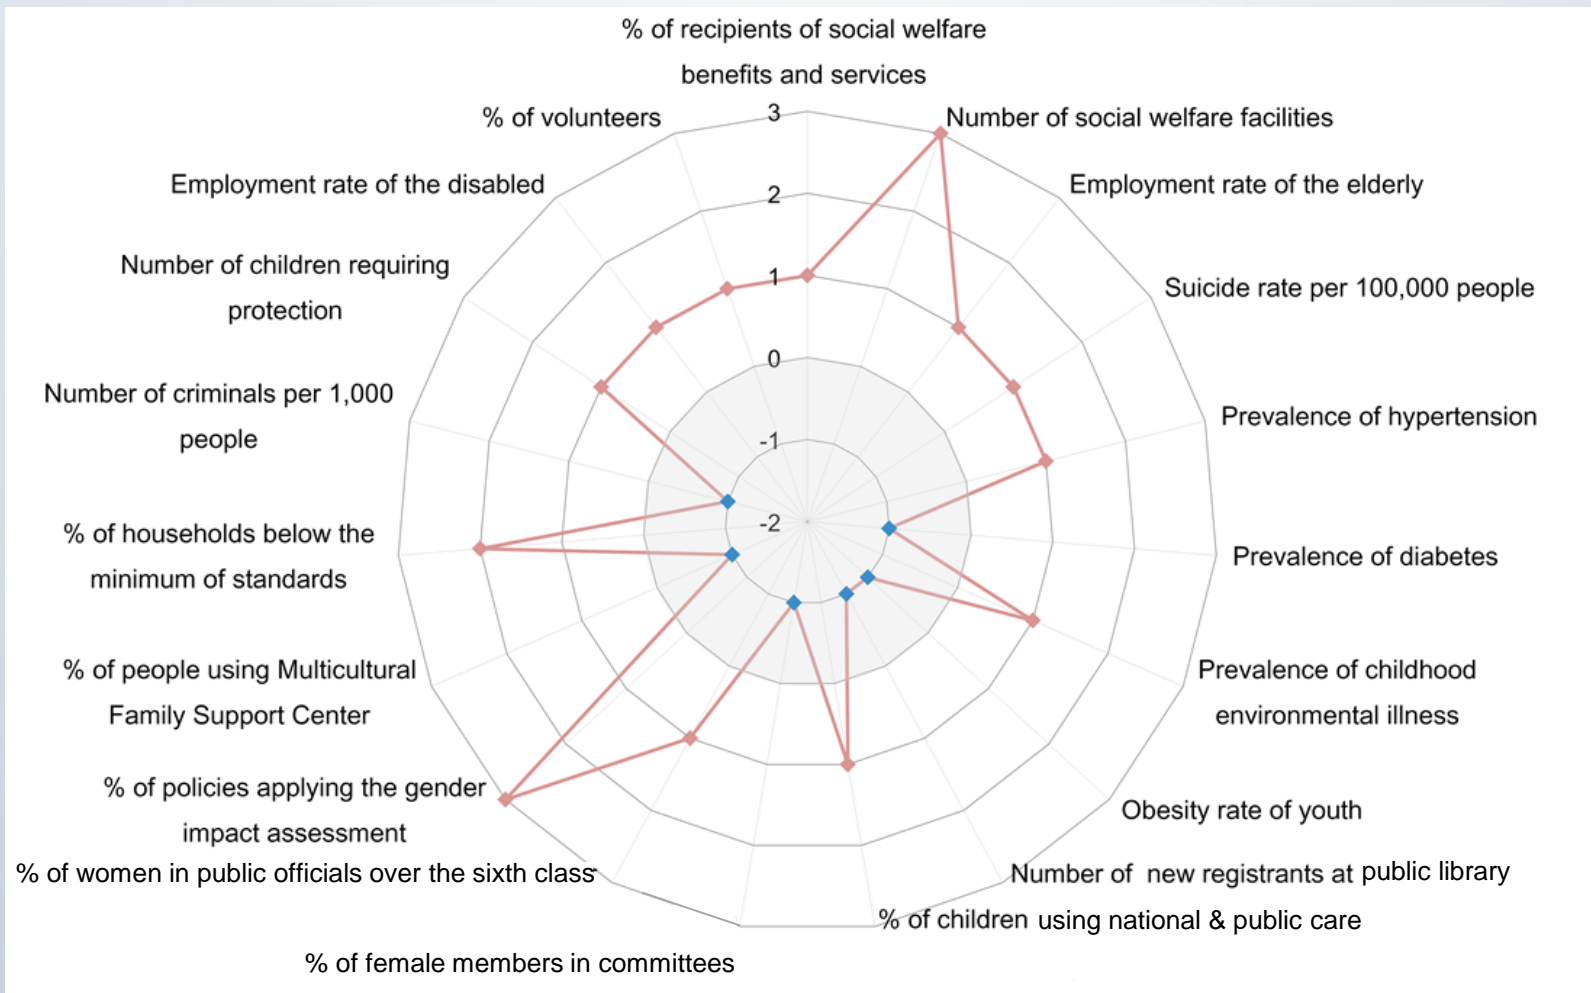 % of recipients of social welfare
benefits and services
3
% of volunteers
Number of social welfare facilities
Employment rate of the disabled
2
Employment rate of the elderly
Number of children requiring
protection
1
Suicide rate per 100,000 people
0
Number of criminals per 1,000
people
-1
Prevalence of hypertension
% of households below the
minimum of standards
-2
Prevalence of diabetes
% of people using Multicultural
Family Support Center
Prevalence of childhood
environmental illness
% of policies applying the gender
impact assessment
Obesity rate of youth
% of women in public officials over the sixth class
Number of new registrants at public library
% of children using national & public care
% of female members in committees